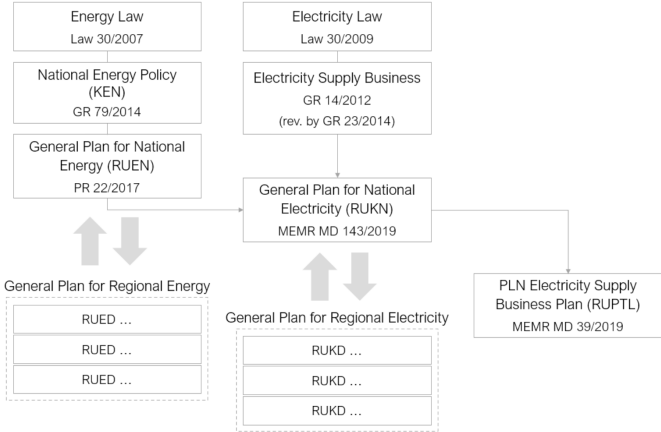 Energy Law
Law 30/2007
National Energy Policy
(KEN)
GR 79/2014
General Plan for National
Energy (RUEN)
PR 22/2017
General Plan for Regional Energy
RUED ...
RUED ...
RUED ...
Electricity Law
Law 30/2009
Electricity Supply Business
GR 14/2012
(rev. by GR 23/2014)
General Plan for National
Electricity (RUKN)
MEMR MD 143/2019
General Plan for Regional Electricity
RUKD ...
RUKD ...
RUKD ...
PLN Electricity Supply
Business Plan (RUPTL)
MEMR MD 39/2019